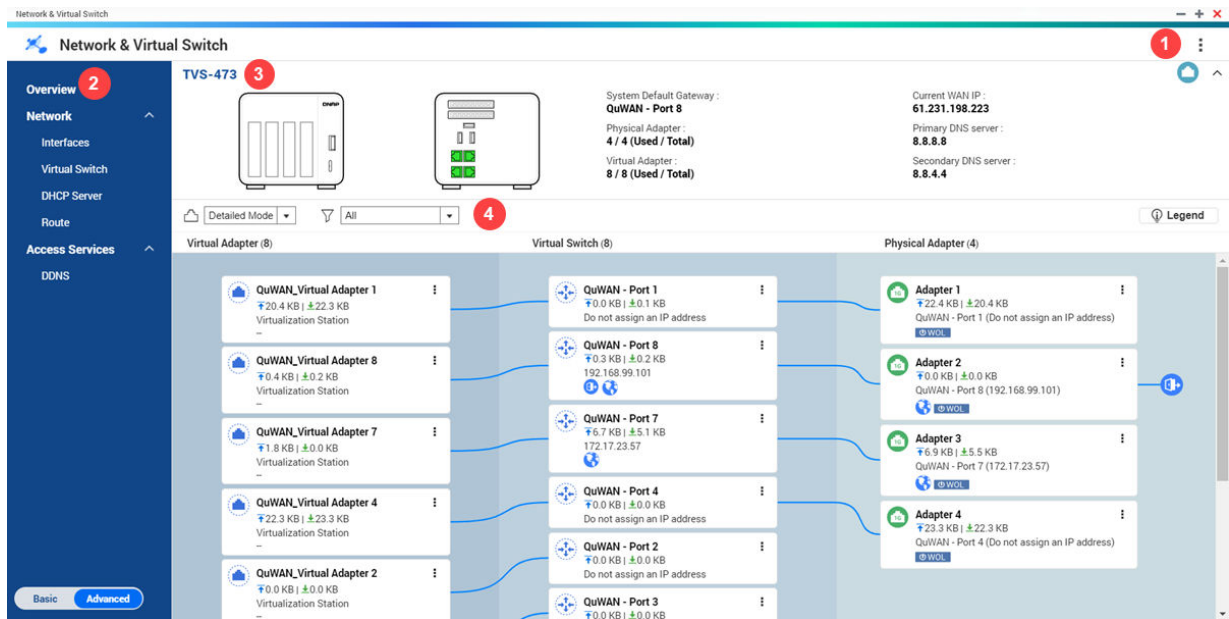 Network & Virtual Switch
Network & Virtual Switch
1
Overview
2
Network
Interfaces
Virtual Switch
DHCP Server
Route
Access Services
DDNS
Basic
Advanced
TVS-473
3
QNAP
System Default Gateway :
QuWAN - Port 8
Physical Adapter :
4 / 4 (Used / Total)
Virtual Adapter :
8 / 8 (Used / Total)
Current WAN IP :
61.231.198.223
Primary DNS server :
8.8.8.8
Secondary DNS server :
8.8.4.4
Detailed Mode
All
4
Legend
Virtual Adapter (8)
Virtual Switch (8)
Physical Adapter (4)
QuWAN_Virtual Adapter 1
20.4 KB | 22.3 KB
Virtualization Station
--
QuWAN_Virtual Adapter 8
0.4 KB | 0.2 KB
Virtualization Station
--
QuWAN_Virtual Adapter 7
1.8 KB | 0.0 KB
Virtualization Station
--
QuWAN_Virtual Adapter 4
22.3 KB | 23.3 KB
Virtualization Station
--
QuWAN_Virtual Adapter 2
0.0 KB | 0.0 KB
Virtualization Station
--
QuWAN - Port 1
0.0 KB | 0.1 KB
Do not assign an IP address
QuWAN - Port 8
0.3 KB | 0.2 KB
192.168.99.101
QuWAN - Port 7
6.7 KB | 5.1 KB
172.17.23.57
QuWAN - Port 4
0.0 KB | 0.0 KB
Do not assign an IP address
QuWAN - Port 2
0.0 KB | 0.0 KB
Do not assign an IP address
QuWAN - Port 3
0.0 KB | 0.0 KB
1G
Adapter 1
22.4 KB | 20.4 KB
QuWAN - Port 1 (Do not assign an IP address)
WOL
1G
Adapter 2
0.0 KB | 0.0 KB
QuWAN - Port 8 (192.168.99.101)
WOL
1G
Adapter 3
6.9 KB | 5.5 KB
QuWAN - Port 7 (172.17.23.57)
WOL
1G
Adapter 4
23.3 KB | 22.3 KB
QuWAN - Port 4 (Do not assign an IP address)
WOL